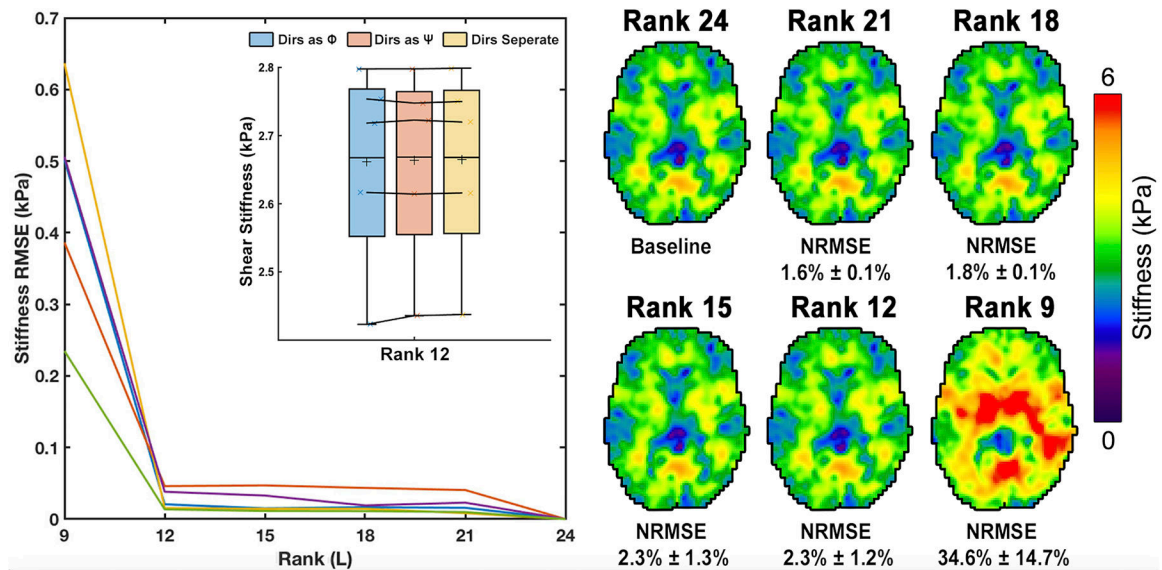 0.7
0.6
0.5
0.4
0.3
0.2
0.1
0
Stiffness RMSE (kPa)
9
12
15
18
21
24
Rank (L)
Dirs as Φ
Dirs as Ψ
Dirs Seperate
2.8
2.7
2.6
2.5
Shear Stiffness (kPa)
Rank 12
Rank 24
Rank 21
Rank 18
Baseline
NRMSE
1.6% ± 0.1%
NRMSE
1.8% ± 0.1%
Rank 15
Rank 12
Rank 9
NRMSE
2.3% ± 1.3%
NRMSE
2.3% ± 1.2%
NRMSE
34.6% ± 14.7%
6
Stiffness (kPa)
0